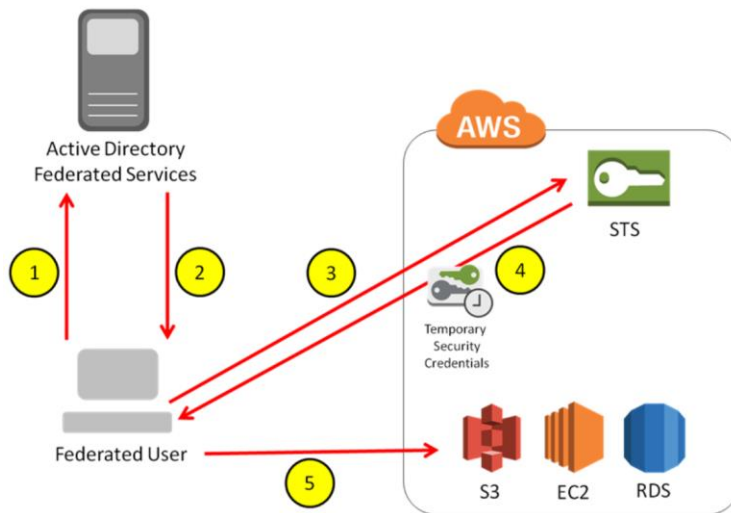 AWS
Active Directory
Federated Services
STS
1
2
3
4
Temporary
Security
Credentials
Federated User
5
S3
EC2
RDS